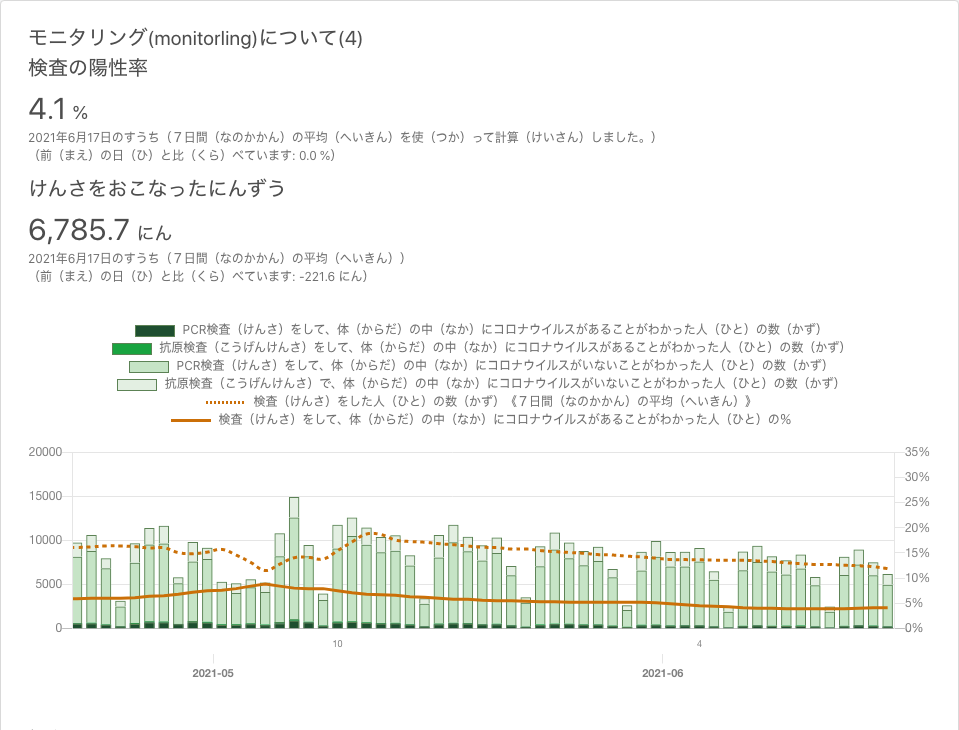 モニタリング(monitorling)について(4)
検査の陽性率
4.1 %
2021年6月17日のすうち（７日間（なのかかん）の平均（へいきん）を使（つか）って計算（けいさん）しました。）
（前（まえ）の日（ひ）と比（くら）べています: 0.0 %）
けんさをおこなったにんずう
6,785.7 にん
2021年6月17日のすうち（７日間（なのかかん）の平均（へいきん））
（前（まえ）の日（ひ）と比（くら）べています: -221.6 にん）
PCR検査（けんさ）をして、体（からだ）の中（なか）にコロナウイルスがあることがわかった人（ひと）の数（かず）
抗原検査（こうげんけんさ）をして、体（からだ）の中（なか）にコロナウイルスがあることがわかった人（ひと）の数（かず）
PCR検査（けんさ）をして、体（からだ）の中（なか）にコロナウイルスがいないことがわかった人（ひと）の数（かず）
抗原検査（こうげんけんさ）で、体（からだ）の中（なか）にコロナウイルスがいないことがわかった人（ひと）の数（かず）
検査（けんさ）をした人（ひと）の数（かず）《７日間（なのかかん）の平均（へいきん）》
検査（けんさ）をして、体（からだ）の中（なか）にコロナウイルスがあることがわかった人（ひと）の％
20000 35%
30%
15000 25%
20%
10000 15%
10%
5000 5%
0 0%
10 4
2021-05 2021-06